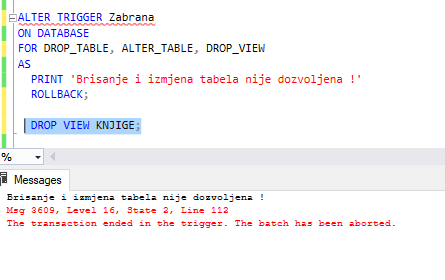 ALTER TRIGGER Zabrana
ON DATABASE
FOR DROP_TABLE, ALTER_TABLE, DROP_VIEW
AS
PRINT 'Brisanje i izmjena tabela nije dozvoljena !'
ROLLBACK;
DROP VIEW KNJIGE;
%
Messages
Brisanje i izmjena tabela nije dozvoljena !
Msg 3609, Level 16, State 2, Line 112
The transaction ended in the trigger. The batch has been aborted.